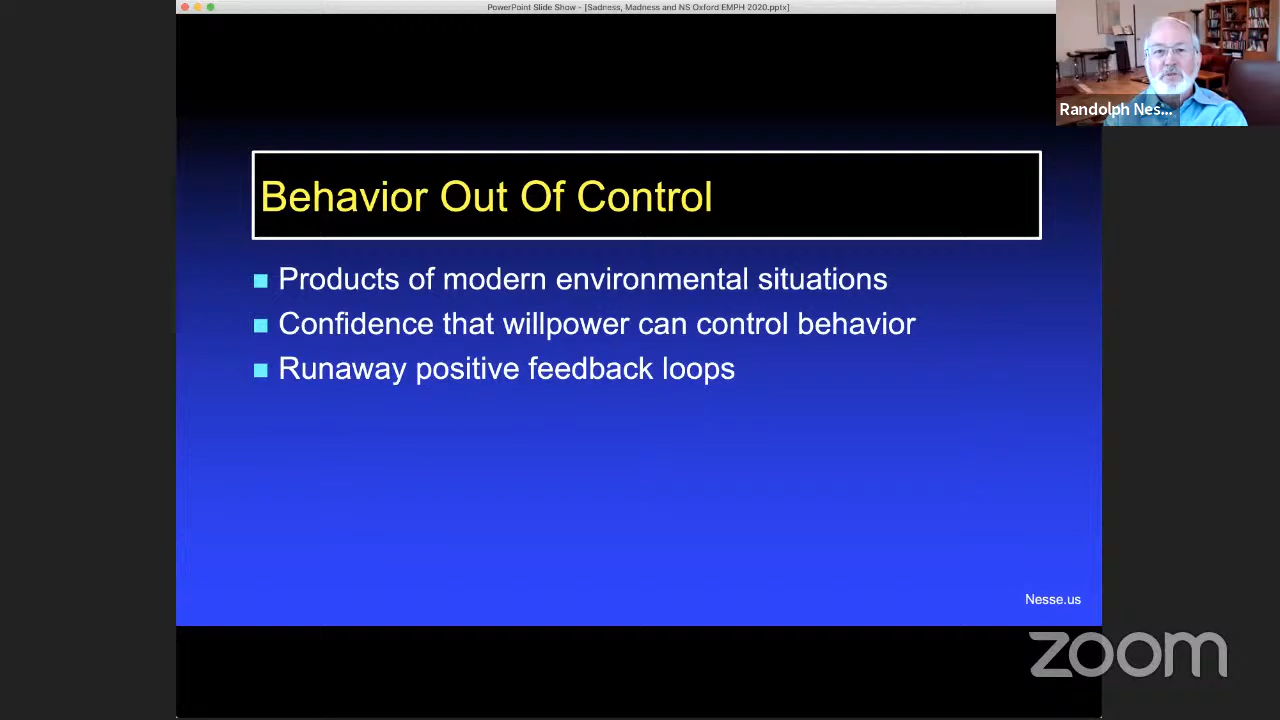 PowerPoint Slide Show - [Sadness, Madness and NS Oxford EMPH 2020.pptx]
Randolph Nes...
Behavior Out Of Control
Products of modern environmental situations
Confidence that willpower can control behavior
Runaway positive feedback loops
Nesse.us
zoom